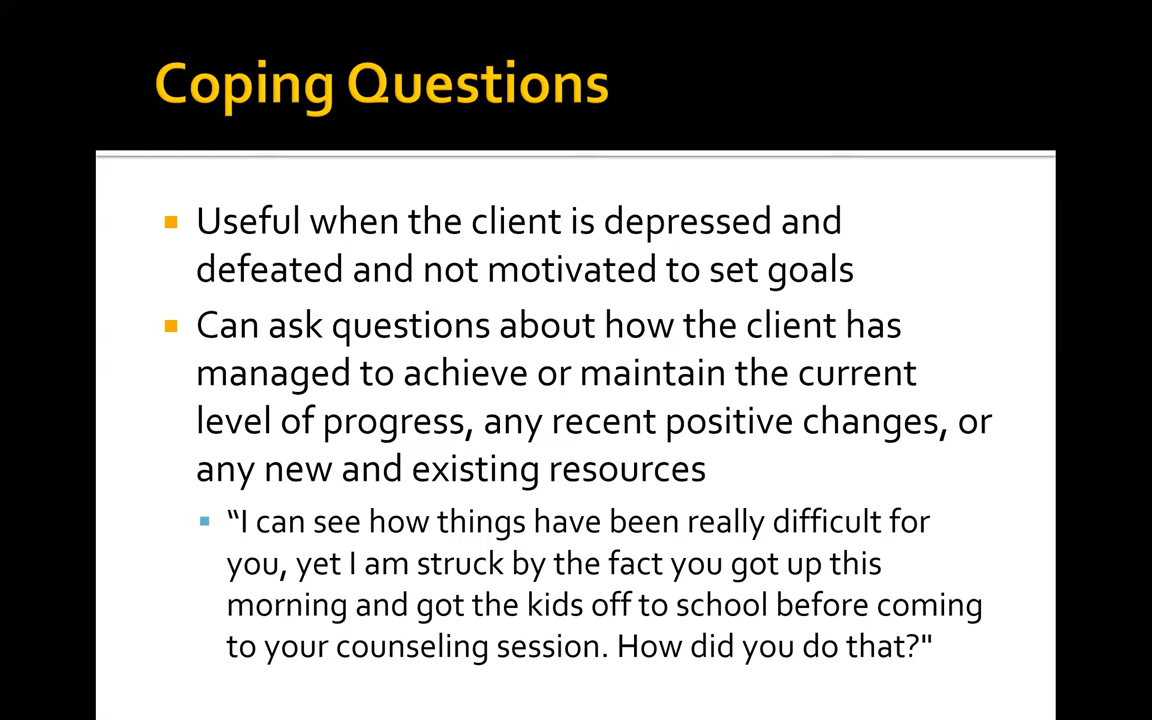 Coping Questions
Useful when the client is depressed and
defeated and not motivated to set goals
Can ask questions about how the client has
managed to achieve or maintain the current
level of progress, any recent positive changes, or
any new and existing resources
“I can see how things have been really difficult for
you, yet I am struck by the fact you got up this
morning and got the kids off to school before coming
to your counseling session. How did you do that?"